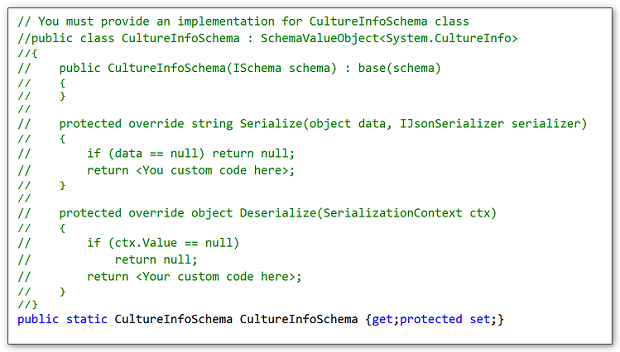 // You must provide an implementation for CultureInfoSchema class
//public class CultureInfoSchema : SchemaValueObject<System.CultureInfo>
//{
//    public CultureInfoSchema(ISchema schema) : base(schema)
//    {
//    }
//
//    protected override string Serialize(object data, IJsonSerializer serializer)
//    {
//        if (data == null) return null;
//        return <You custom code here>;
//    }
//
//    protected override object Deserialize(SerializationContext ctx)
//    {
//        if (ctx.Value == null)
//            return null;
//        return <Your custom code here>;
//    }
//}
public static CultureInfoSchema CultureInfoSchema {get;protected set;}